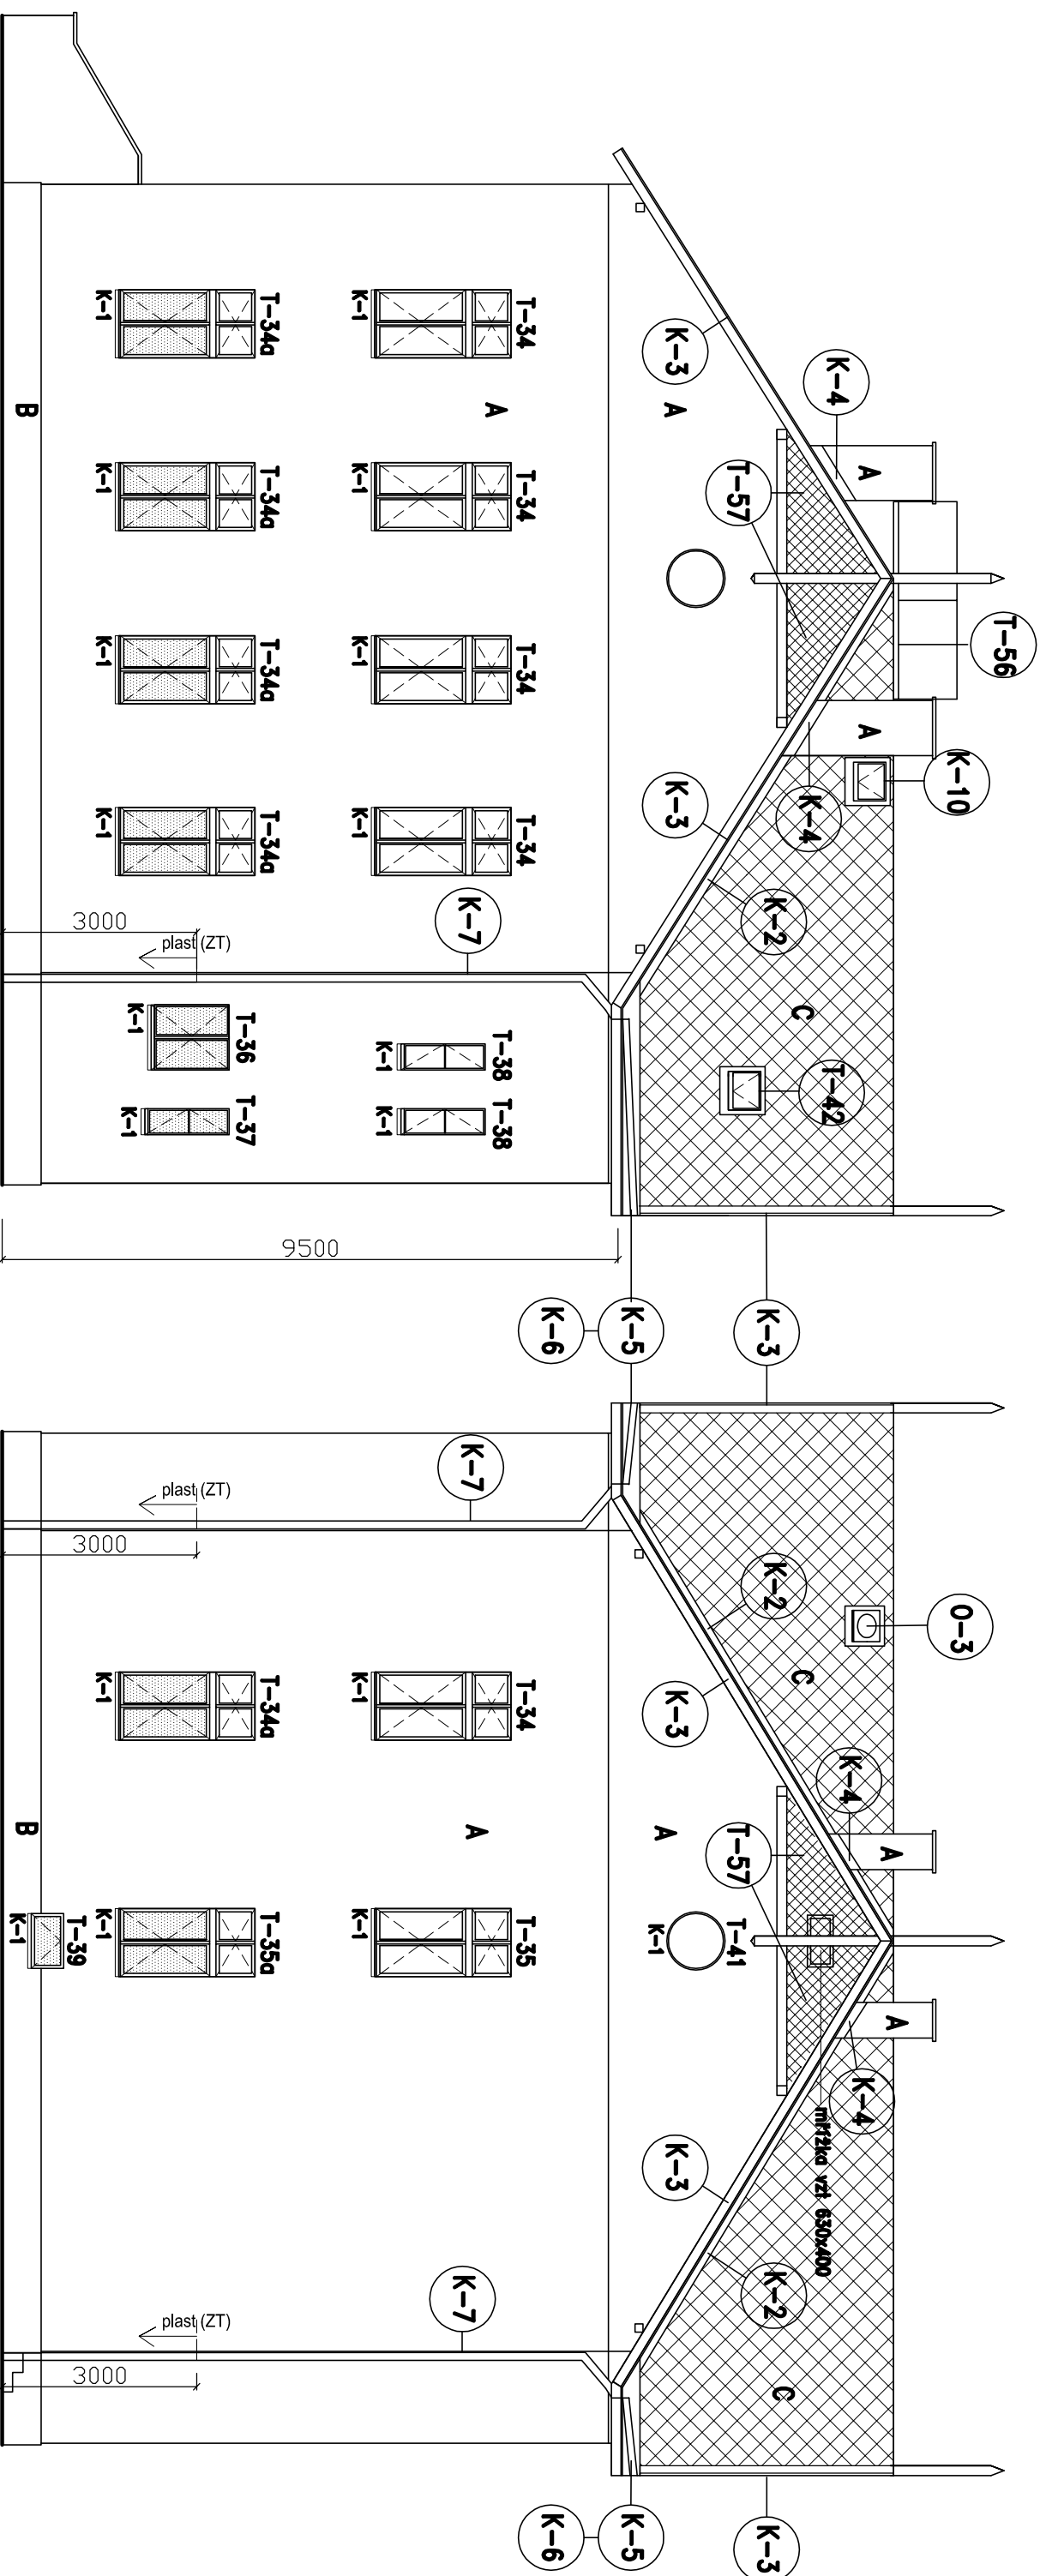 T-56
K-10
A
A
K-4
T-42
K-4
C
K-2
T-57
K-3
A
K-3
T-34
T-34
T-34
T-34
T-38
T-38
A
K-7
K-1
K-1
K-1
K-1
K-1
K-1
9500
T-34a
T-34a
T-34a
T-34a
T-36
T-37
plast (ZT)
K-1
K-1
K-1
K-1
K-1
K-1
3000
B
K-3
K-5
K-6
O-3
A
A
K-4
K-4
mřížka vzt 630x400
C
C
K-2
K-2
T-57
T-41
K-3
K-3
A
K-1
T-34
T-35
A
K-7
K-7
K-1
K-1
T-34a
T-35a
plast (ZT)
plast (ZT)
K-1
K-1
3000
3000
T-39
B
K-1
K-3
K-5
K-6